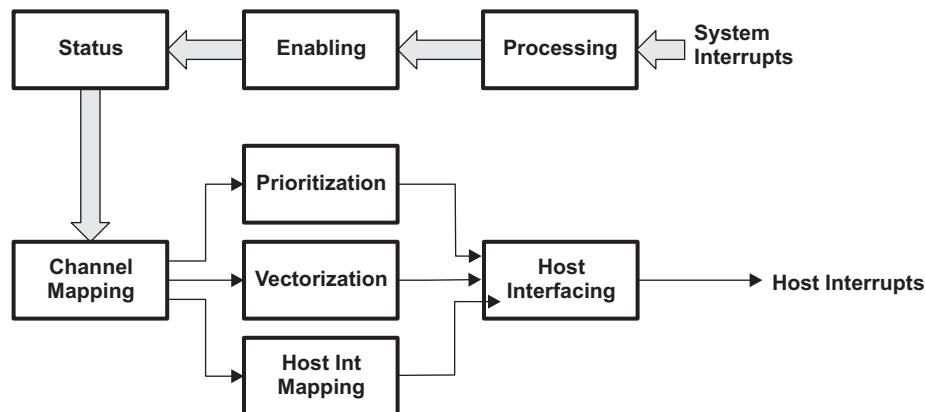 Status
Enabling
Processing
System
Interrupts
Prioritization
Channel
Mapping
Vectorization
Host
Interfacing
Host Interrupts
Host Int
Mapping